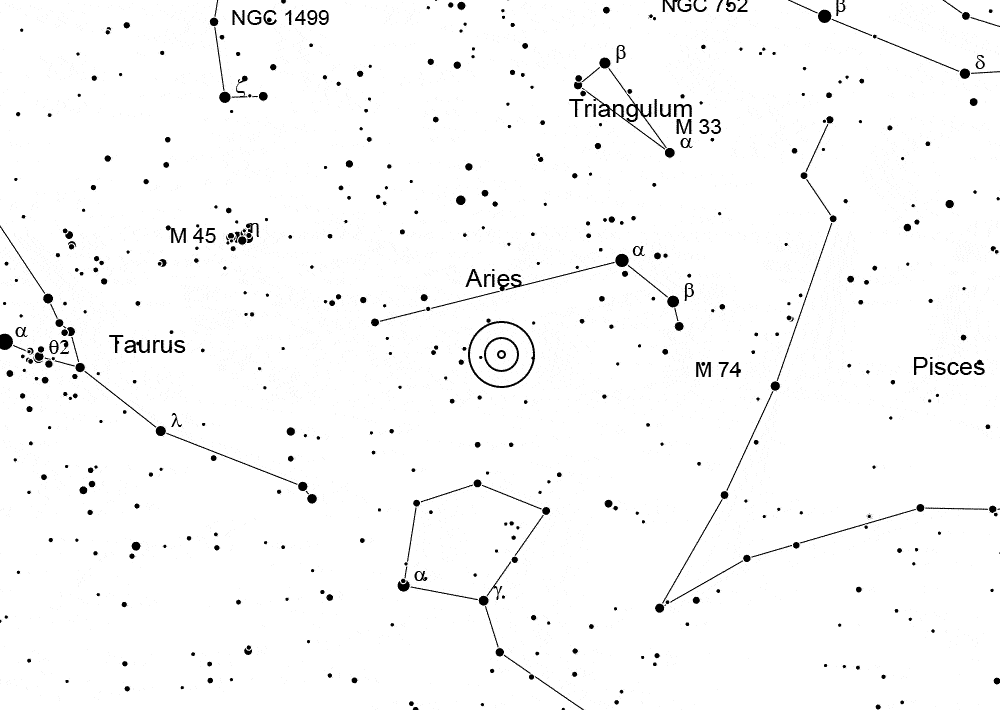 NGC 1499
NGC 752
β
β
δ
ζ
Triangulum
M 33
α
M 45
η
α
Aries
β
α
θ2
Taurus
M 74
Pisces
λ
α
γ